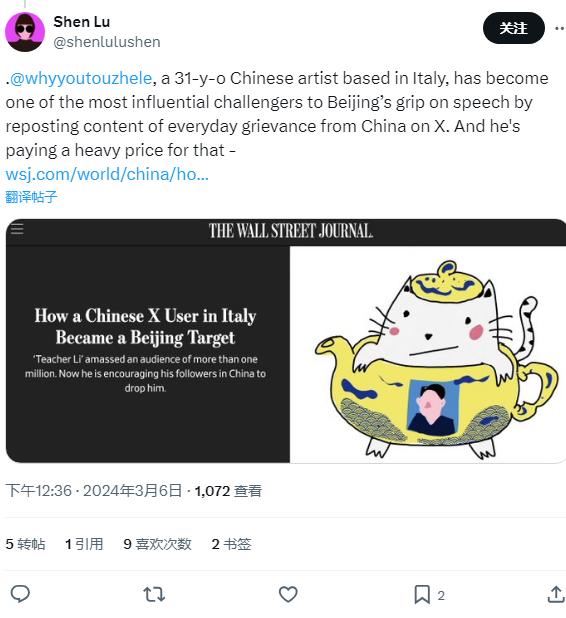 Shen Lu
@shenlulushen
关注
.@whyyoutouzhele, a 31-y-o Chinese artist based in Italy, has become
one of the most influential challengers to Beijing’s grip on speech by
reposting content of everyday grievance from China on X. And he's
paying a heavy price for that -
wsj.com/world/china/ho...
翻译帖子
THE WALL STREET JOURNAL.
How a Chinese X User in Italy
Became a Beijing Target
‘Teacher Li’ amassed an audience of more than one
million. Now he is encouraging his followers in China to
drop him.
下午12:36 · 2024年3月6日 · 1,072 查看
5 转帖 1 引用 9 喜欢次数 2 书签
2